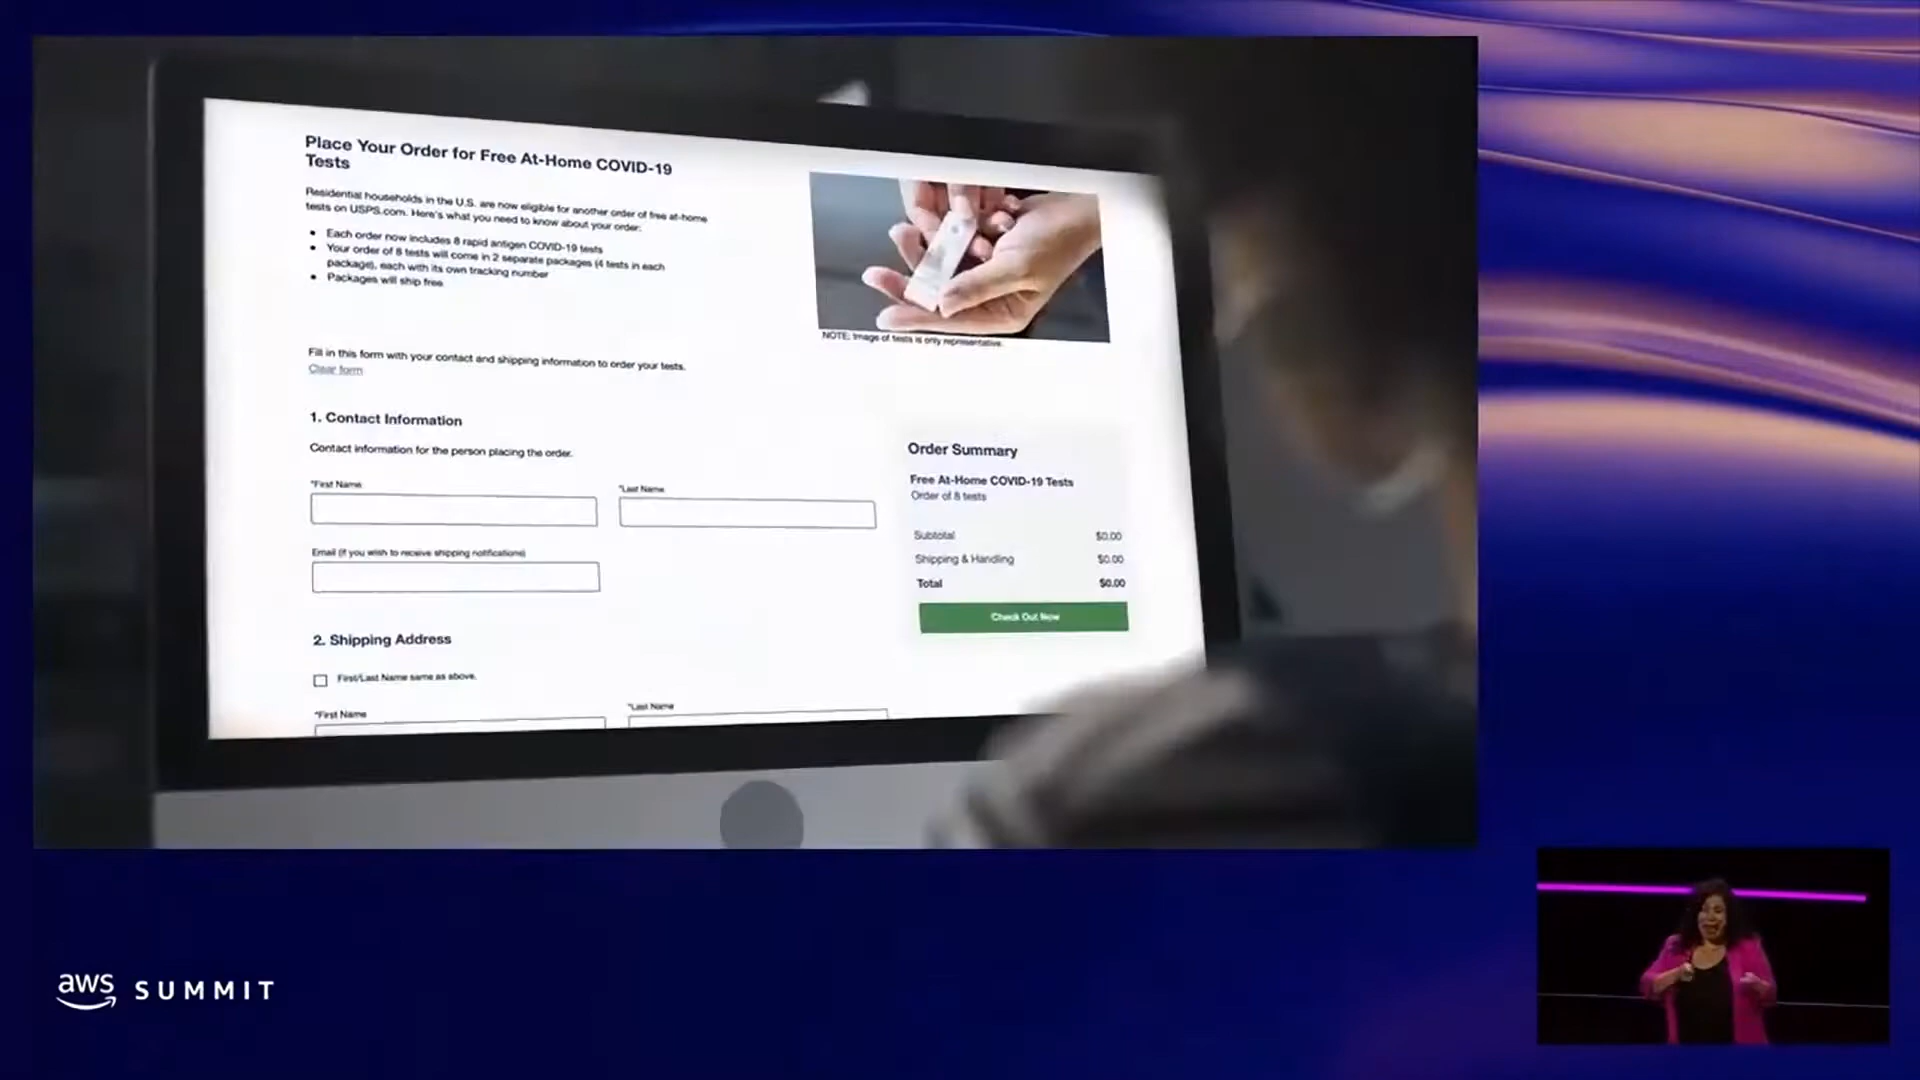 Place Your Order for Free At-Home COVID-19
Tests
Residential households in the U.S. are now eligible for another order of free at-home
tests on USPS.com. Here's what you need to know about your order:
• Each order now includes 8 rapid antigen COVID-19 tests
• Your order of 8 tests will come in 2 separate packages (4 tests in each
package), each with its own tracking number
• Packages will ship free
NOTE: Image of tests is only representative.
Fill in this form with your contact and shipping information to order your tests.
Clear form
1. Contact Information
Contact information for the person placing the order.
*First Name
*Last Name
Email (if you wish to receive shipping notifications)
Order Summary
Free At-Home COVID-19 Tests
Order of 8 tests
Subtotal $0.00
Shipping & Handling $0.00
Total $0.00
Check Out Now
2. Shipping Address
First/Last Name same as above.
*First Name
*Last Name
aws SUMMIT